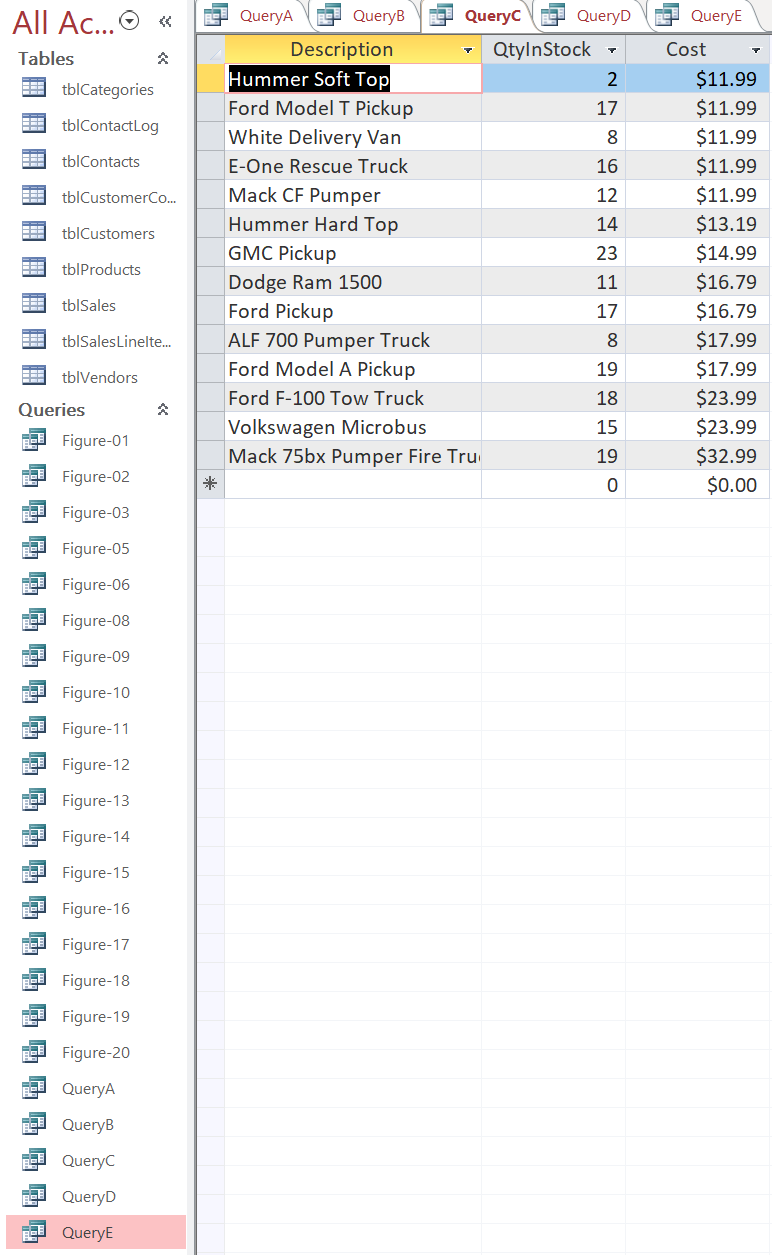 All Ac...
Tables
tblCategories
tblContactLog
tblContacts
tblCustomerCo...
tblCustomers
tblProducts
tblSales
tblSalesLineIte...
tblVendors
Queries
Figure-01
Figure-02
Figure-03
Figure-05
Figure-06
Figure-08
Figure-09
Figure-10
Figure-11
Figure-12
Figure-13
Figure-14
Figure-15
Figure-16
Figure-17
Figure-18
Figure-19
Figure-20
QueryA
QueryB
QueryC
QueryD
QueryE
QueryA QueryB QueryC QueryD QueryE
Description QtyInStock Cost
Hummer Soft Top 2 $11.99
Ford Model T Pickup 17 $11.99
White Delivery Van 8 $11.99
E-One Rescue Truck 16 $11.99
Mack CF Pumper 12 $11.99
Hummer Hard Top 14 $13.19
GMC Pickup 23 $14.99
Dodge Ram 1500 11 $16.79
Ford Pickup 17 $16.79
ALF 700 Pumper Truck 8 $17.99
Ford Model A Pickup 19 $17.99
Ford F-100 Tow Truck 18 $23.99
Volkswagen Microbus 15 $23.99
Mack 75bx Pumper Fire Tru 19 $32.99
0 $0.00